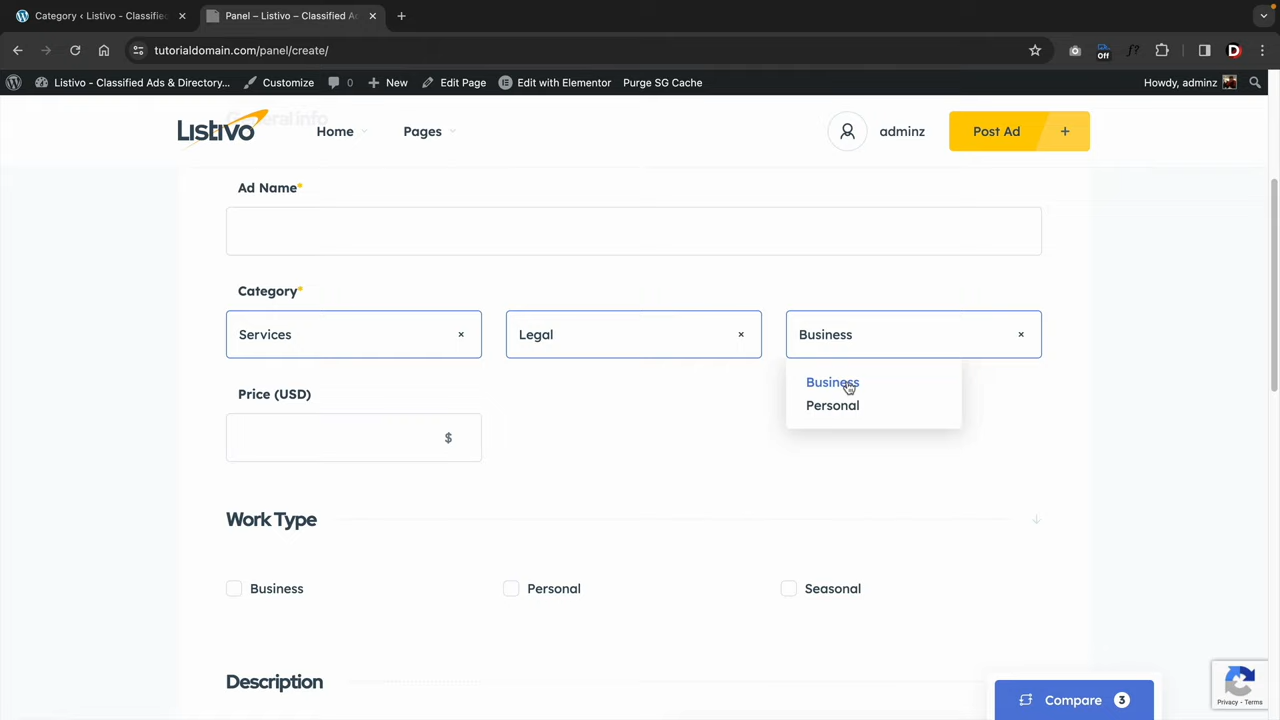 Category ‹ Listivo – Classified
Panel – Listivo – Classified Ads
tutorialdomain.com/panel/create/
Off
f?
D
Listivo – Classified Ads & Directory...
Customize
0
New
Edit Page
Edit with Elementor
Purge SG Cache
Howdy, adminz
General info
Listivo
Home
Pages
adminz
Post Ad +
Ad Name*
Category*
Services ×
Legal ×
Business ×
Business
Personal
Price (USD)
$
Work Type
Business
Personal
Seasonal
Description
Compare 3
Privacy - Terms